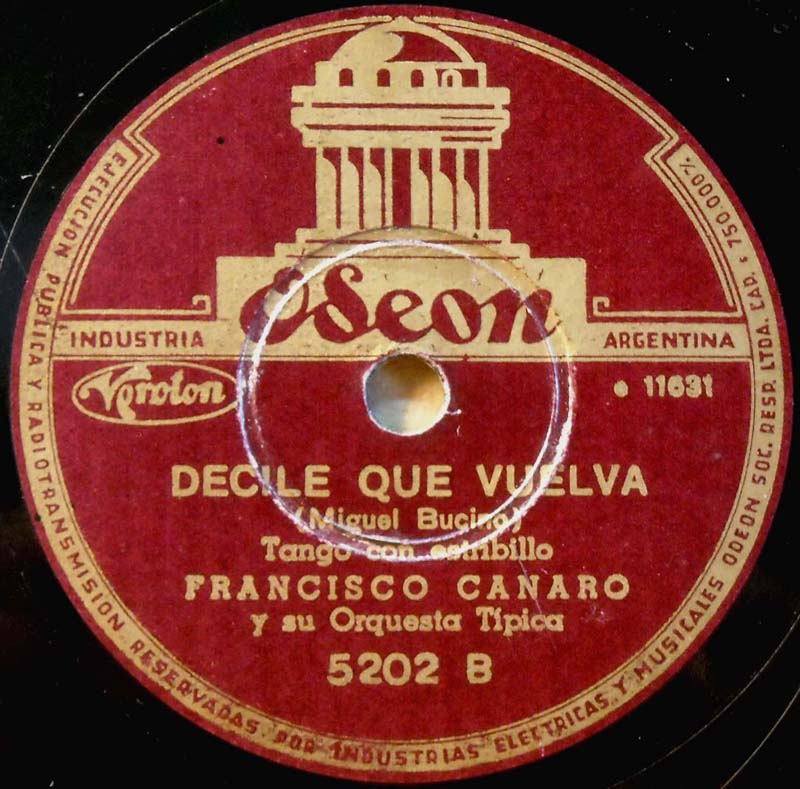 Odeon
INDUSTRIA ARGENTINA
Veroton
e 11631
DECILE QUE VUELVA
(Miguel Bucino)
Tango con estribillo
FRANCISCO CANARO
y su Orquesta Típica
5202 B
EJECUCION PUBLICA Y RADIOTRANSMISION RESERVADAS POR INDUSTRIAS ELECTRICAS Y MUSICALES ODEON SOC. RESP. LTDA. CAP. $ 750.000 %.